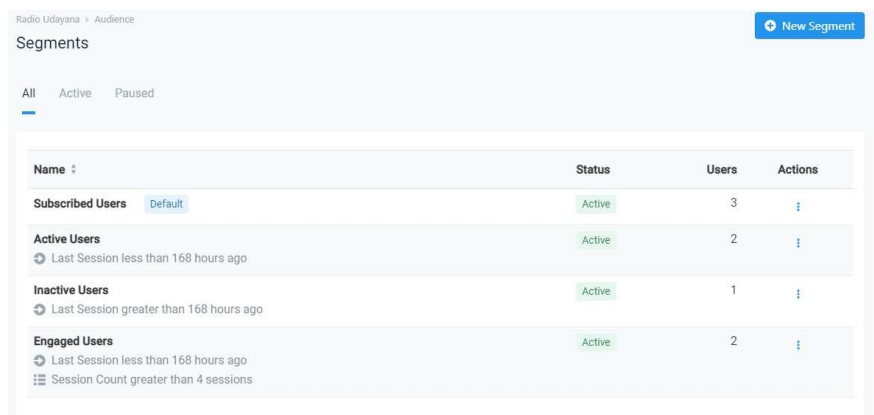 Radio Udayana > Audience
New Segment
Segments
All Active Paused
Name Status Users Actions
Subscribed Users Default Active 3
Active Users Active 2
Last Session less than 168 hours ago
Inactive Users Active 1
Last Session greater than 168 hours ago
Engaged Users Active 2
Last Session less than 168 hours ago
Session Count greater than 4 sessions